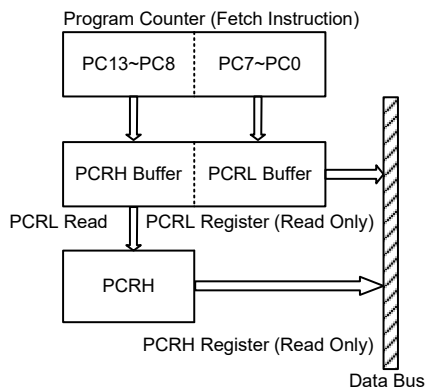 Program Counter (Fetch Instruction)
PC13~PC8 PC7~PC0
PCRH Buffer PCRL Buffer
PCRL Read PCRL Register (Read Only)
PCRH
PCRH Register (Read Only)
Data Bus